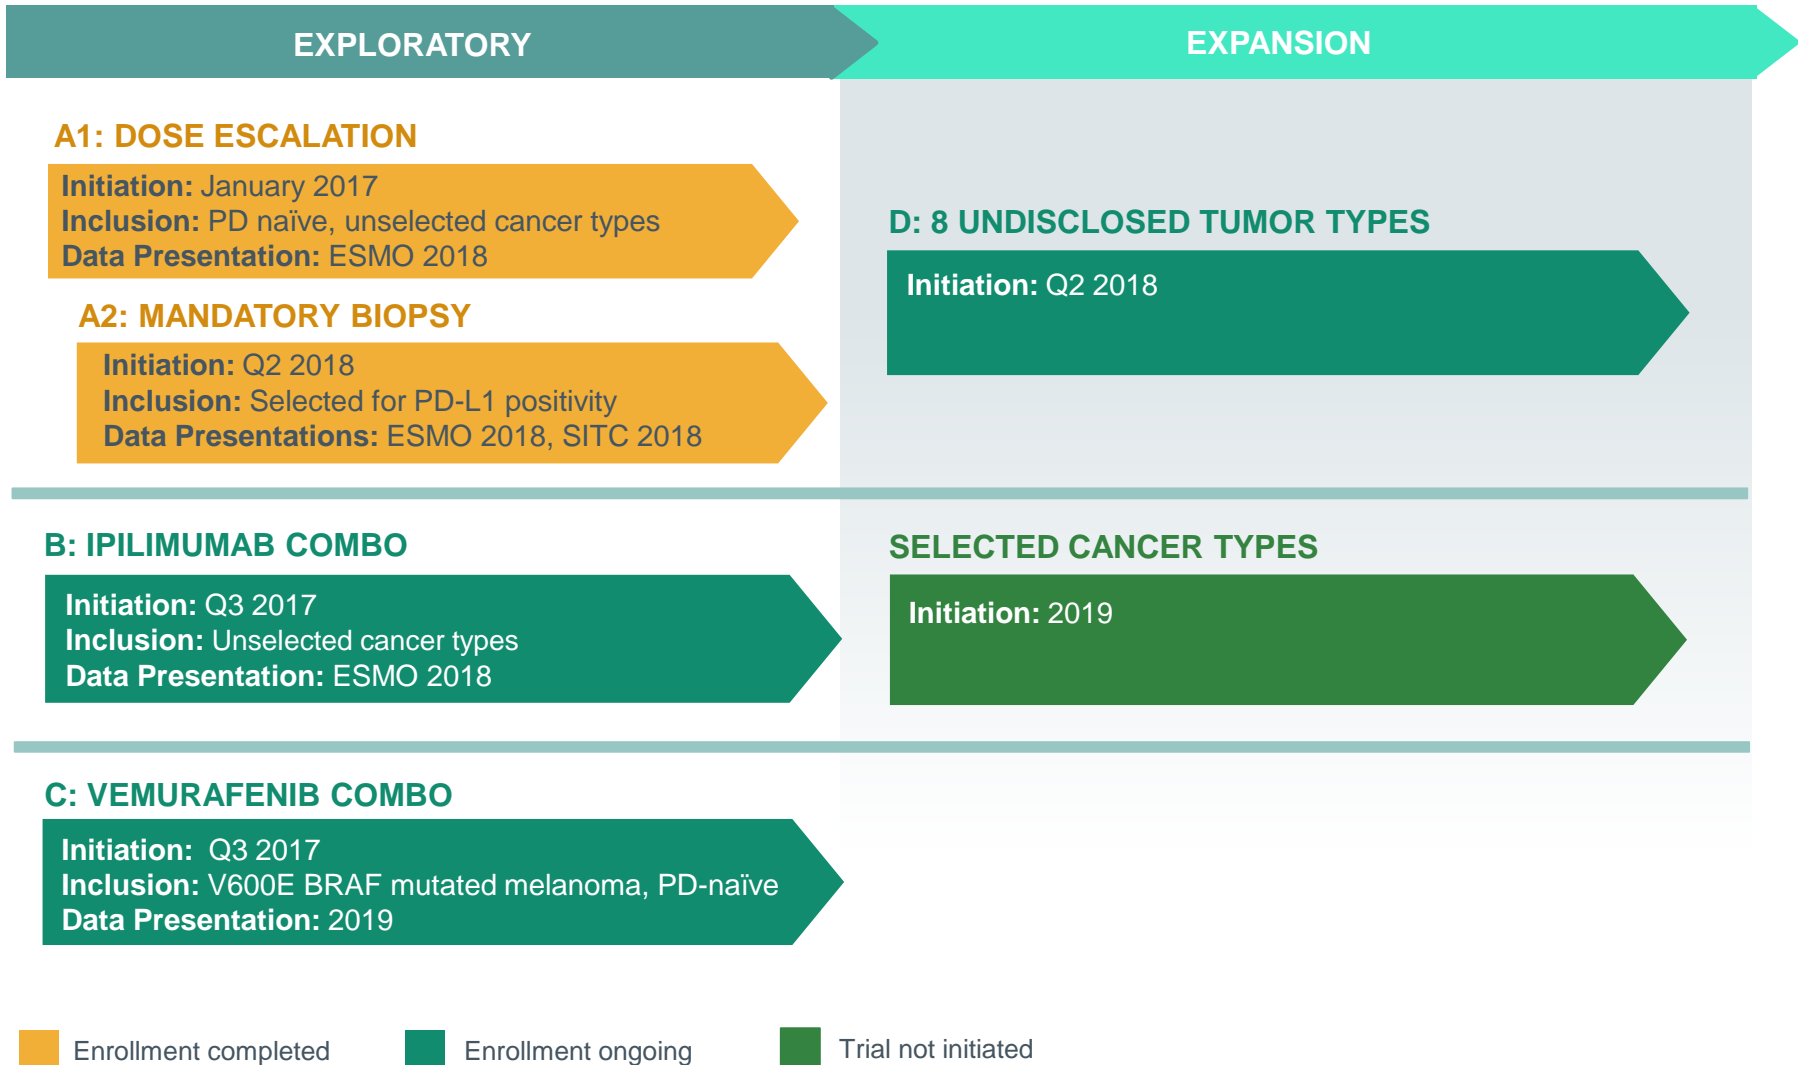 EXPLORATORY
EXPANSION
A1: DOSE ESCALATION
Initiation: January 2017
Inclusion: PD naïve, unselected cancer types
Data Presentation: ESMO 2018
A2: MANDATORY BIOPSY
Initiation: Q2 2018
Inclusion: Selected for PD-L1 positivity
Data Presentations: ESMO 2018, SITC 2018
D: 8 UNDISCLOSED TUMOR TYPES
Initiation: Q2 2018
B: IPILIMUMAB COMBO
Initiation: Q3 2017
Inclusion: Unselected cancer types
Data Presentation: ESMO 2018
SELECTED CANCER TYPES
Initiation: 2019
C: VEMURAFENIB COMBO
Initiation: Q3 2017
Inclusion: V600E BRAF mutated melanoma, PD-naïve
Data Presentation: 2019
Enrollment completed
Enrollment ongoing
Trial not initiated